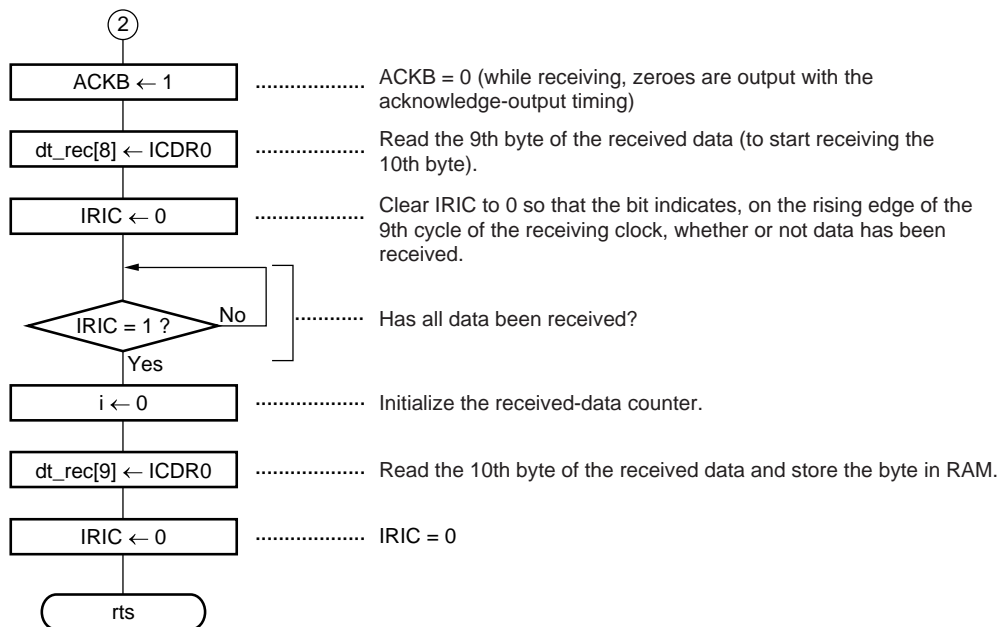 2
ACKB ← 1
ACKB = 0 (while receiving, zeroes are output with the
acknowledge-output timing)
dt_rec[8] ← ICDR0
Read the 9th byte of the received data (to start receiving the
10th byte).
IRIC ← 0
Clear IRIC to 0 so that the bit indicates, on the rising edge of the
9th cycle of the receiving clock, whether or not data has been
received.
IRIC = 1 ?
No
Has all data been received?
Yes
i ← 0
Initialize the received-data counter.
dt_rec[9] ← ICDR0
Read the 10th byte of the received data and store the byte in RAM.
IRIC ← 0
IRIC = 0
rts